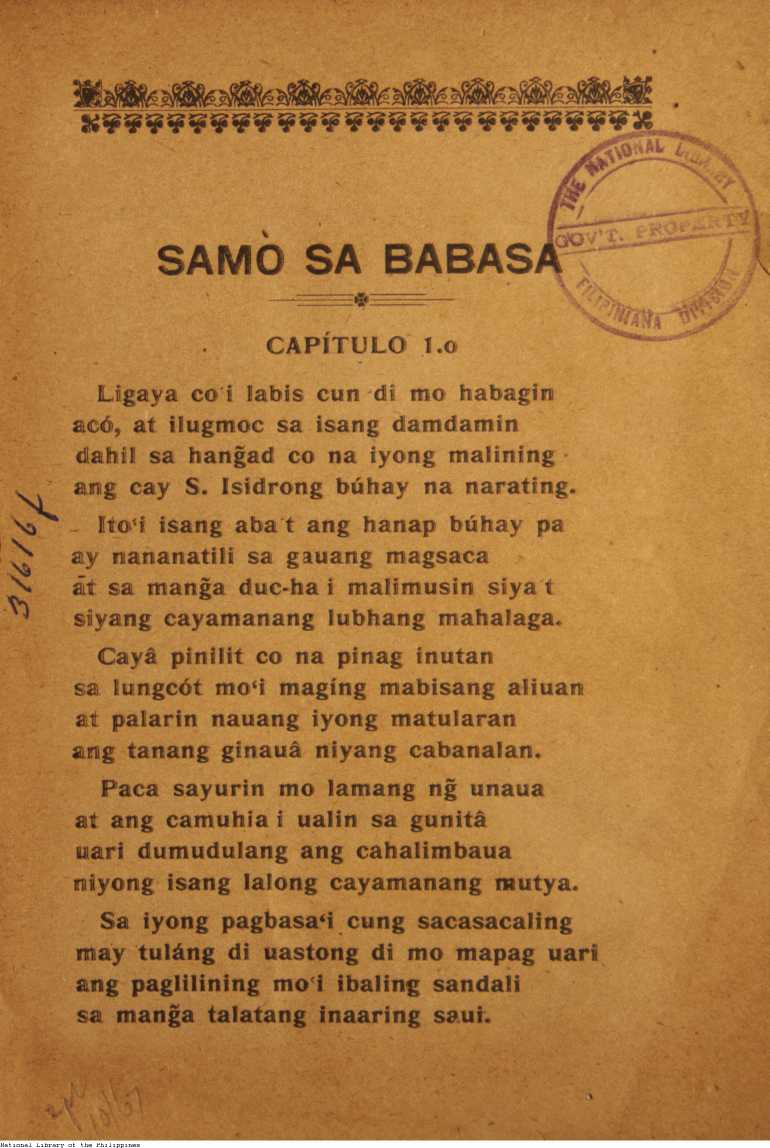 THE NATIONAL LIBRARY
GOV'T. PROPERTY
FILIPINIANA DIVISION
SAMÒ SA BABASA
CAPÍTULO 1.o
Ligaya co'i labis cun di mo habagin
acó, at ilugmoc sa isang damdamin
dahil sa hang̃ad co na iyong malining
ang cay S. Isidrong búhay na narating.
Ito‘i isang aba't ang hanap búhay pa
ay nananatili sa gauang magsaca
āt sa mang̃a duc-ha i malimusin siya't
siyang cayamanang lubhang mahalaga.
Cayâ pinilit co na pinag inutan
sa lungcót mo‘i maging mabisang aliuan
at palarin nauang iyong matularan
ang tanang ginauâ niyang cabanalan.
Paca sayurin mo lamang ng̃ unaua
at ang camuhia i ualin sa gunitâ
uari dumudulang ang cahalimbaua
niyong isang lalong cayamanang mutya.
Sa iyong pagbasa‘i cung sacasacaling
may tuláng di uastong di mo mapag uari
ang paglilining mo‘i ibaling sandali
sa mang̃a talatang inaaring saui.
31616f
National Library of the Philippines